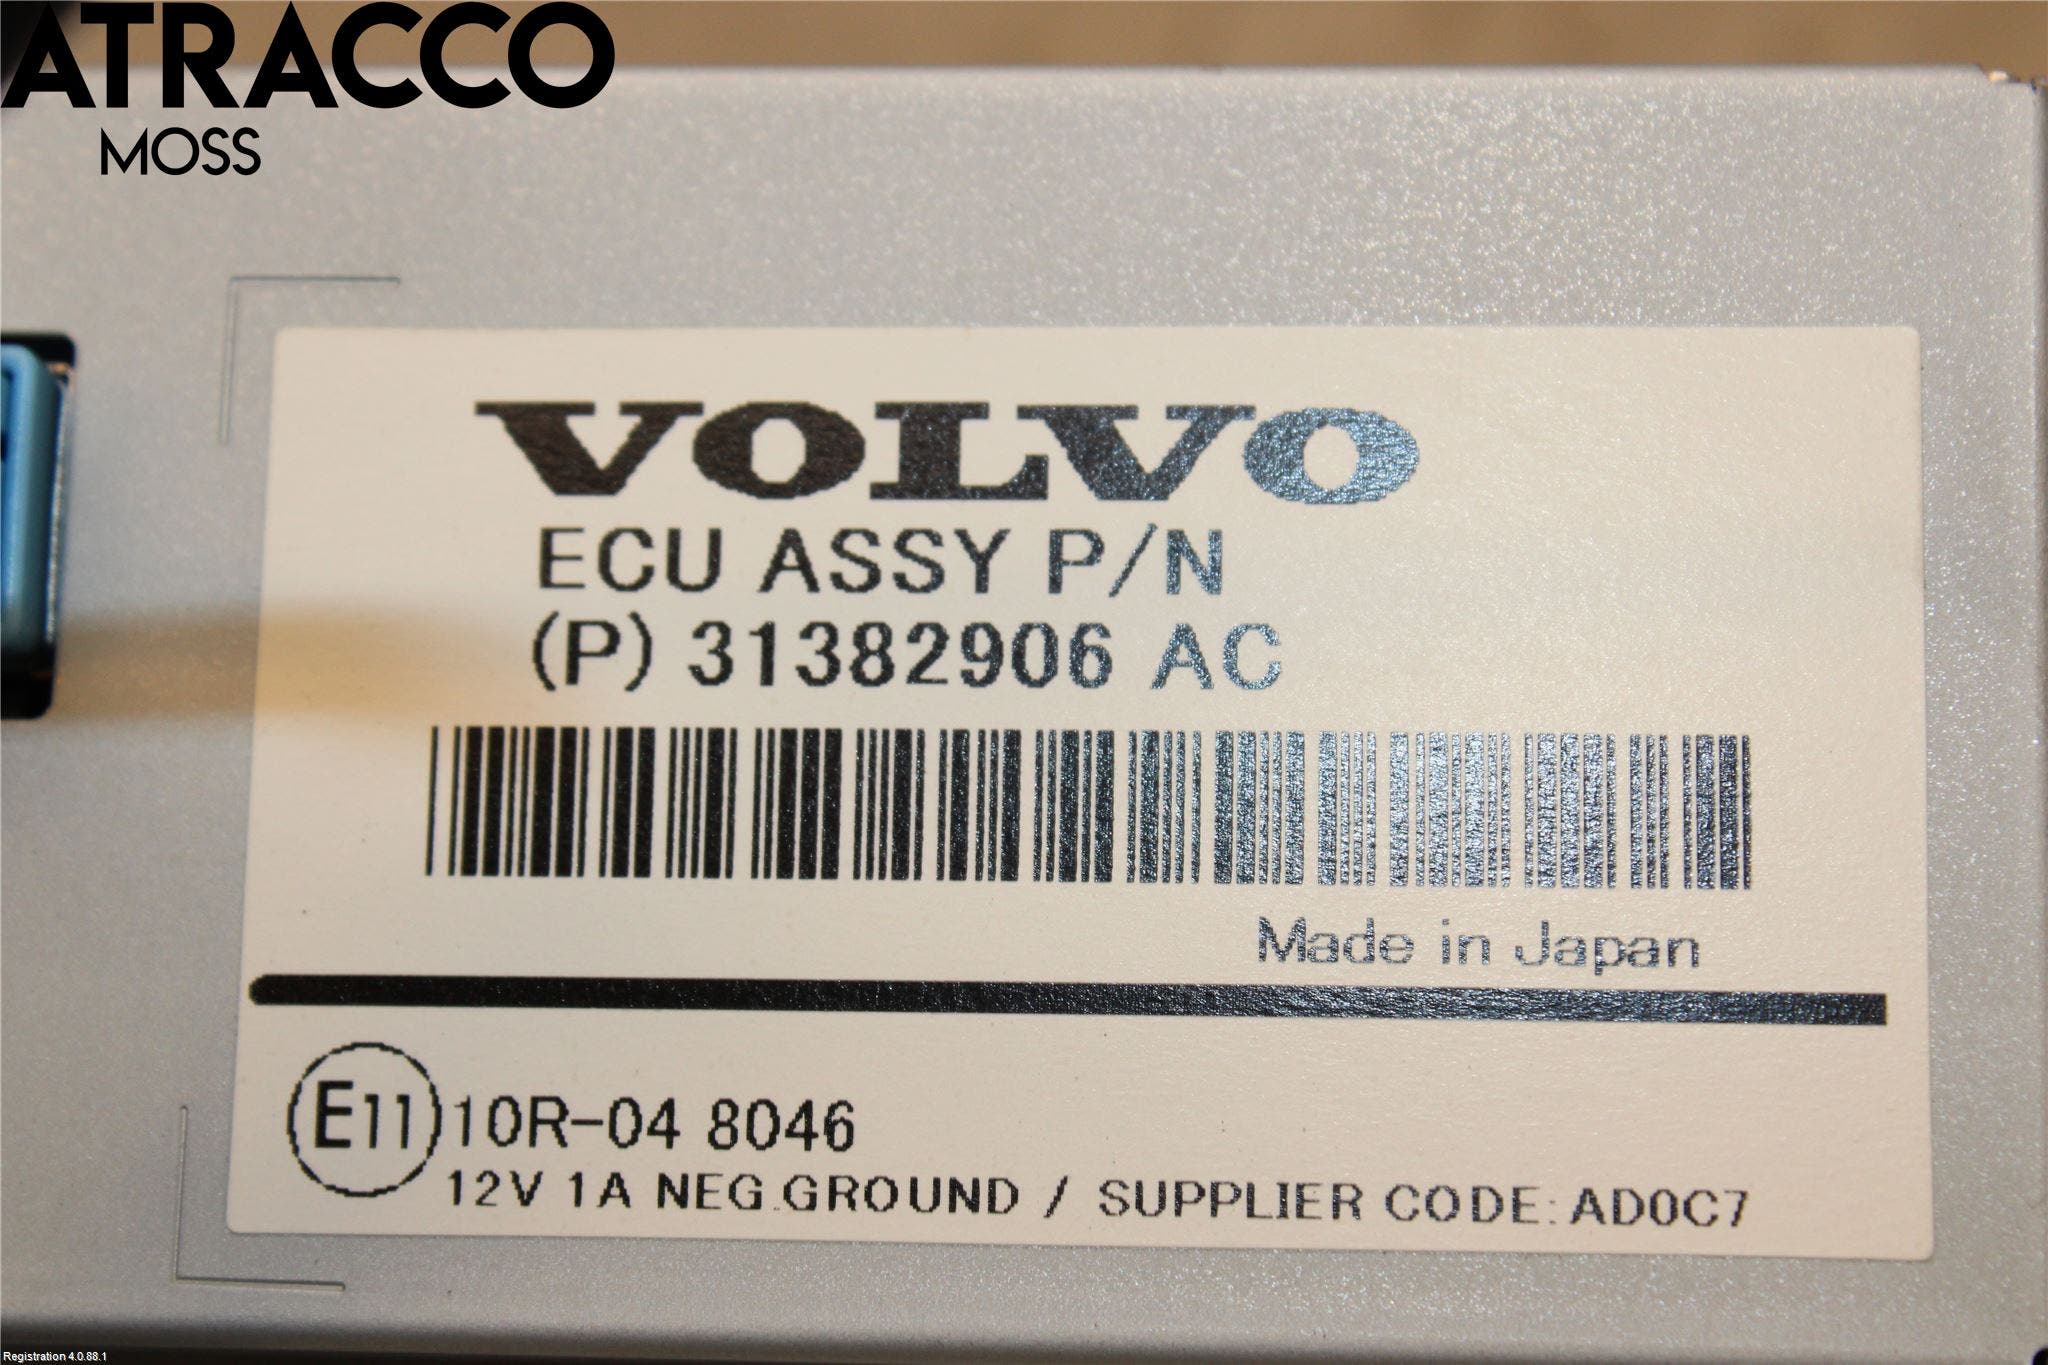 ATRACCO
MOSS
VOLVO
ECU ASSY P/N
(P) 31382906 AC
Made in Japan
E11 10R-04 8046
12V 1A NEG.GROUND / SUPPLIER CODE: AD0C7
Registration 4.0.88.1